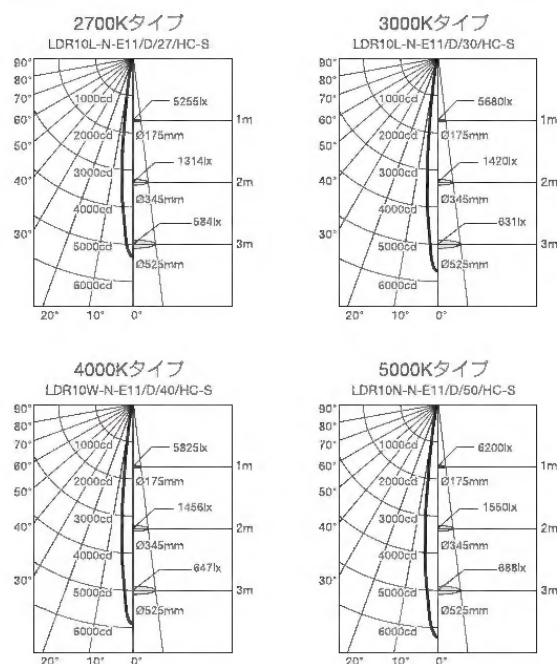 2700Kタイプ
LDR10L-N-E11/D/27/HC-S
90°
80°
70°
60°
50°
40°
30°
20°
10°
0°
1000cd
2000cd
3000cd
4000cd
5000cd
6000cd
5255lx
1m
Ø175mm
1314lx
2m
Ø345mm
584lx
3m
Ø525mm
3000Kタイプ
LDR10L-N-E11/D/30/HC-S
90°
80°
70°
60°
50°
40°
30°
20°
10°
0°
1000cd
2000cd
3000cd
4000cd
5000cd
6000cd
5680lx
1m
Ø175mm
1420lx
2m
Ø345mm
631lx
3m
Ø525mm
4000Kタイプ
LDR10W-N-E11/D/40/HC-S
90°
80°
70°
60°
50°
40°
30°
20°
10°
0°
1000cd
2000cd
3000cd
4000cd
5000cd
6000cd
5825lx
1m
Ø175mm
1456lx
2m
Ø345mm
647lx
3m
Ø525mm
5000Kタイプ
LDR10N-N-E11/D/50/HC-S
90°
80°
70°
60°
50°
40°
30°
20°
10°
0°
1000cd
2000cd
3000cd
4000cd
5000cd
6000cd
6200lx
1m
Ø175mm
1550lx
2m
Ø345mm
688lx
3m
Ø525mm